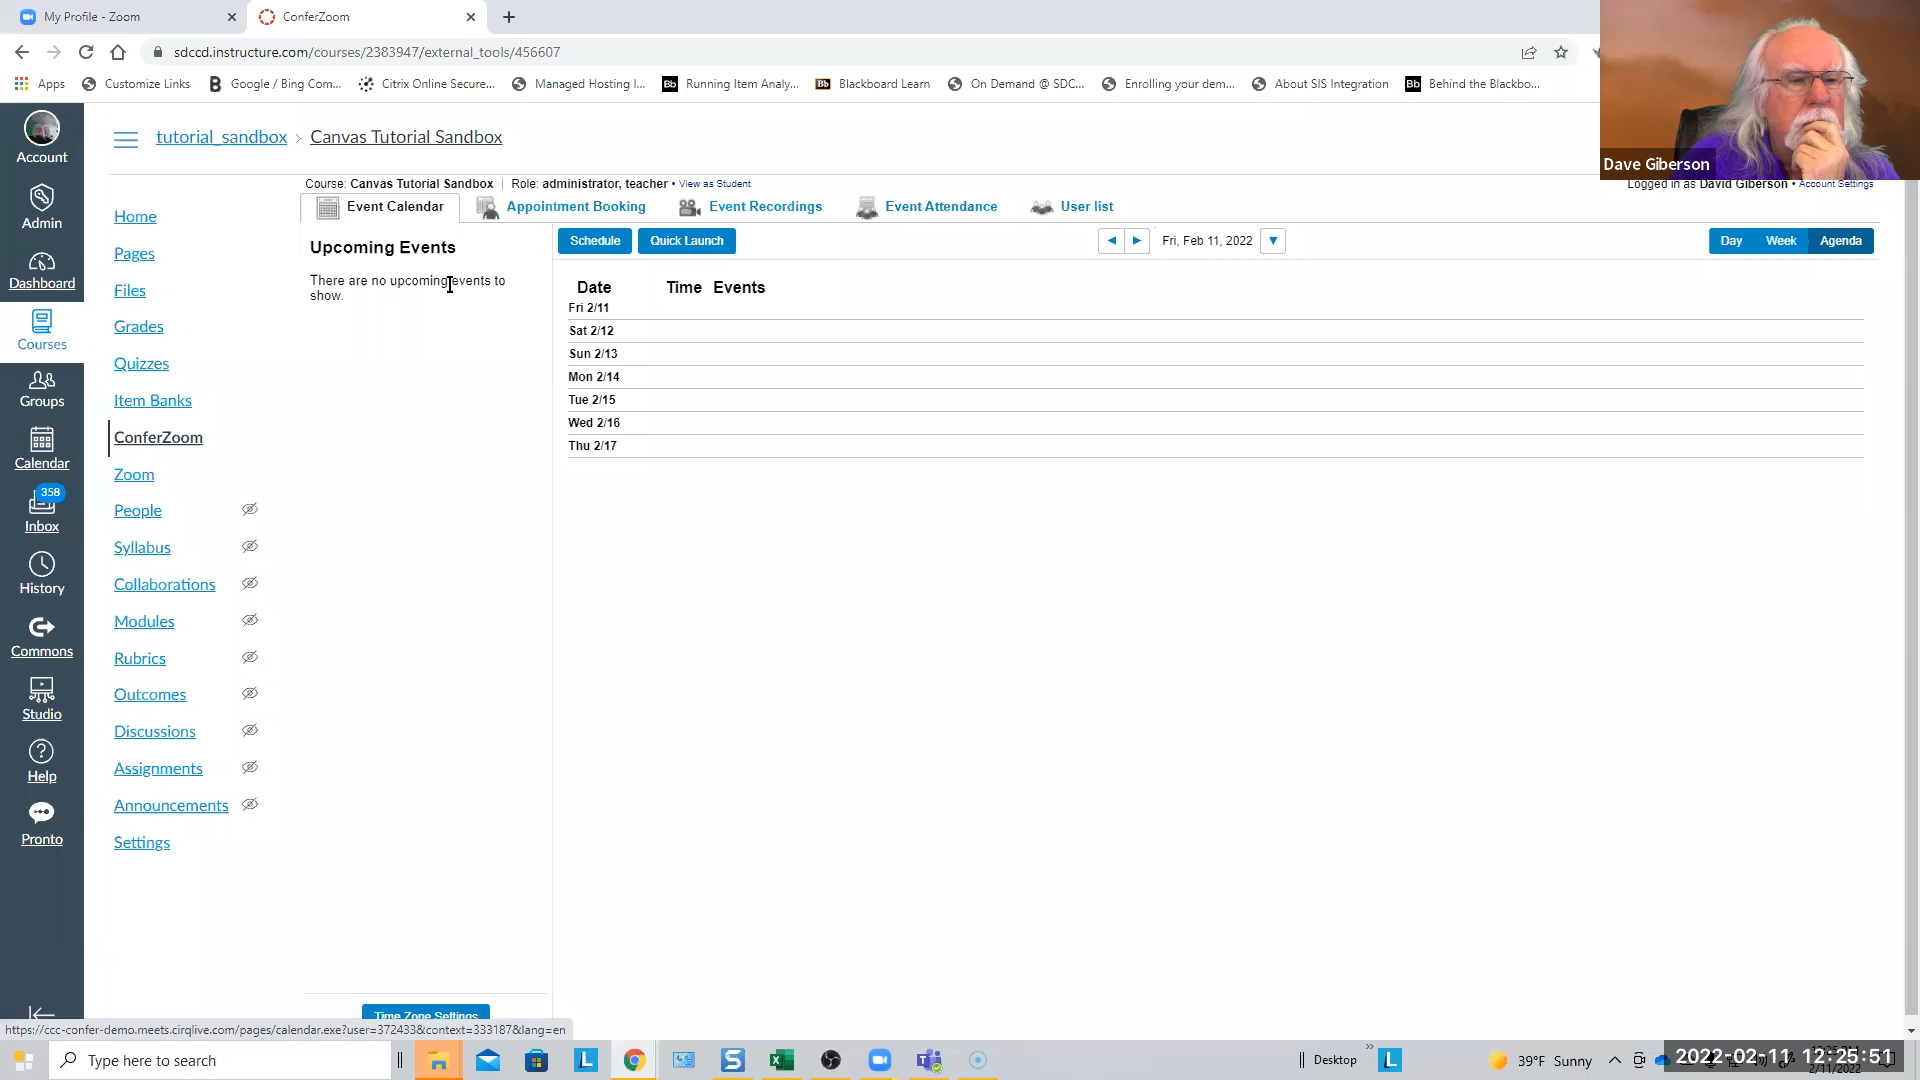 My Profile - Zoom
ConferZoom
sdccd.instructure.com/courses/2383947/external_tools/456607
Apps
Customize Links
Google / Bing Com...
Citrix Online Secure...
Managed Hosting I...
Running Item Analy...
Blackboard Learn
On Demand @ SDC...
Enrolling your dem...
About SIS Integration
Behind the Blackbo...
Dave Giberson
tutorial_sandbox > Canvas Tutorial Sandbox
Course: Canvas Tutorial Sandbox | Role: administrator, teacher • View as Student
Logged in as David Giberson • Account Settings
Event Calendar
Appointment Booking
Event Recordings
Event Attendance
User list
Upcoming Events
There are no upcoming events to
show.
Schedule
Quick Launch
Fri, Feb 11, 2022
Day
Week
Agenda
Date Time Events
Fri 2/11
Sat 2/12
Sun 2/13
Mon 2/14
Tue 2/15
Wed 2/16
Thu 2/17
Account
Admin
Dashboard
Courses
Groups
Calendar
358
Inbox
History
Commons
Studio
Help
Pronto
Home
Pages
Files
Grades
Quizzes
Item Banks
ConferZoom
Zoom
People
Syllabus
Collaborations
Modules
Rubrics
Outcomes
Discussions
Assignments
Announcements
Settings
Time Zone Settings
https://ccc-confer-demo.meets.cirqlive.com/pages/calendar.exe?user=372433&context=333187&lang=en
Type here to search
Desktop
39°F Sunny
2022-02-11 12:25:51
2/11/2022